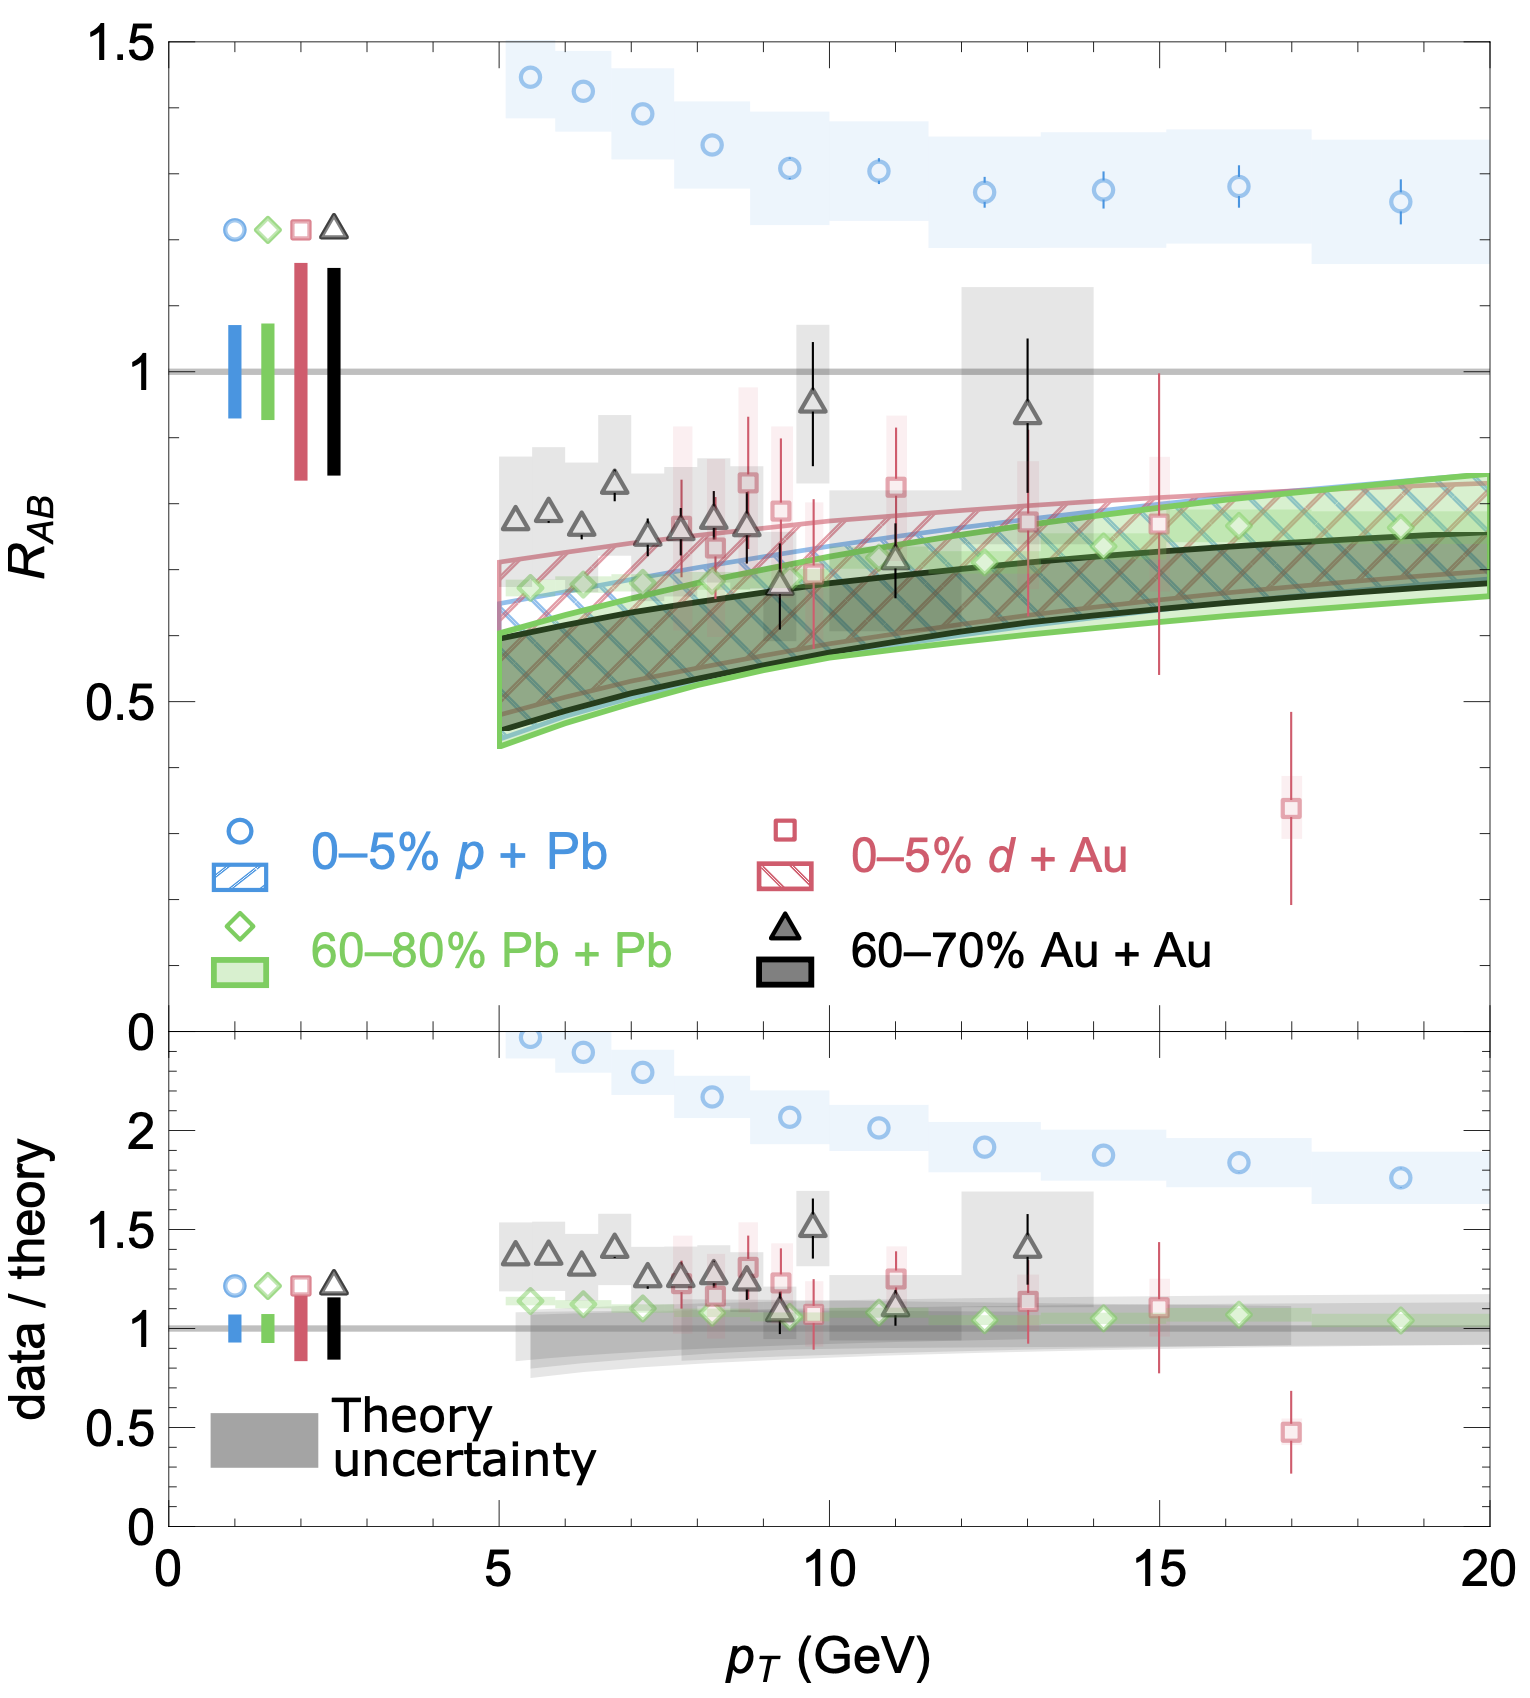 1.5
1
0.5
0
R_AB
0–5% p + Pb
0–5% d + Au
60–80% Pb + Pb
60–70% Au + Au
2
1.5
1
0.5
0
data / theory
Theory
uncertainty
0 5 10 15 20
p_T (GeV)